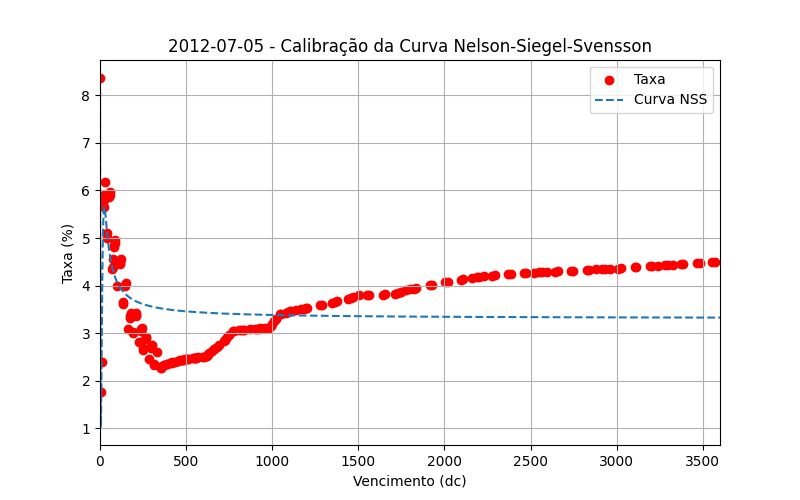 2012-07-05 - Calibração da Curva Nelson-Siegel-Svensson
Taxa
Curva NSS
Taxa (%)
8
7
6
5
4
3
2
1
0 500 1000 1500 2000 2500 3000 3500
Vencimento (dc)